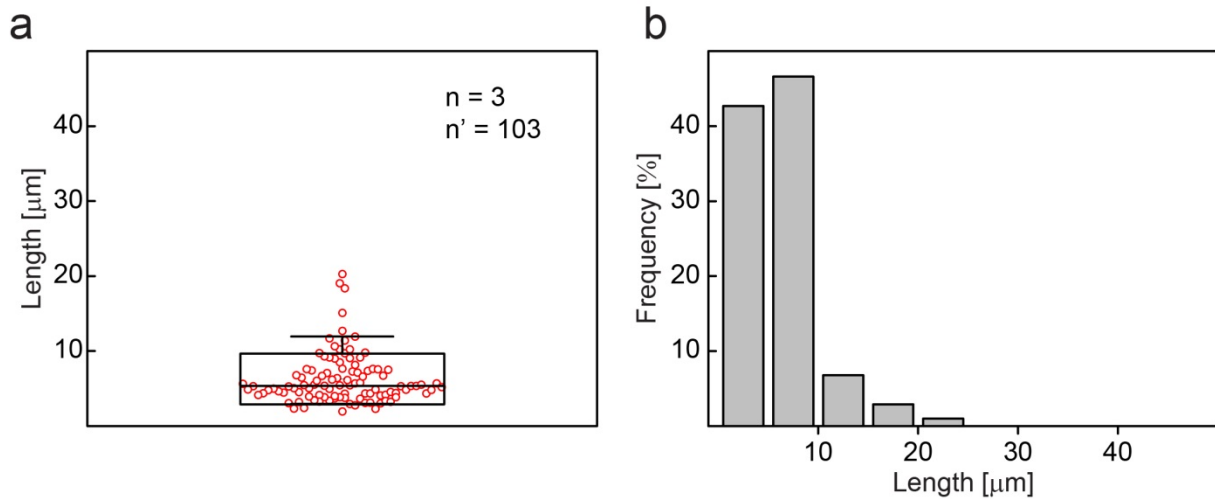 a
n = 3
n’ = 103
Length [μm]
40
30
20
10
b
Frequency [%]
40
30
20
10
10 20 30 40
Length [μm]